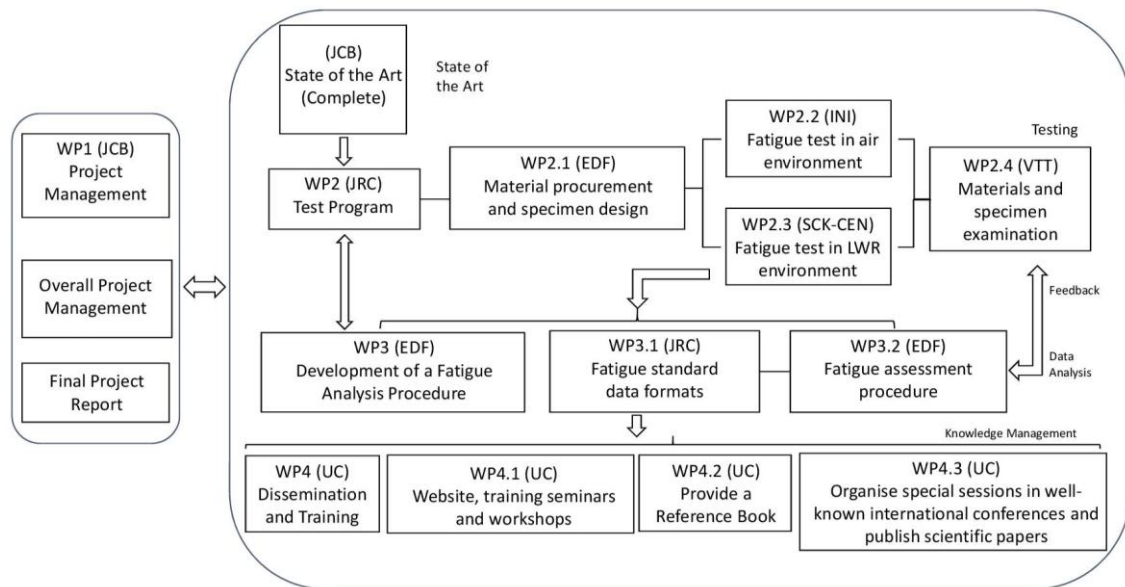 WP1 (JCB)
Project
Management
Overall Project
Management
Final Project
Report
(JCB)
State of the Art
(Complete)
State of
the Art
WP2 (JRC)
Test Program
WP2.1 (EDF)
Material procurement
and specimen design
WP2.2 (INI)
Fatigue test in air
environment
WP2.3 (SCK-CEN)
Fatigue test in LWR
environment
Testing
WP2.4 (VTT)
Materials and
specimen
examination
Feedback
Data
Analysis
WP3 (EDF)
Development of a Fatigue
Analysis Procedure
WP3.1 (JRC)
Fatigue standard
data formats
WP3.2 (EDF)
Fatigue assessment
procedure
Knowledge Management
WP4 (UC)
Dissemination
and Training
WP4.1 (UC)
Website, training seminars
and workshops
WP4.2 (UC)
Provide a
Reference Book
WP4.3 (UC)
Organise special sessions in well-
known international conferences and
publish scientific papers